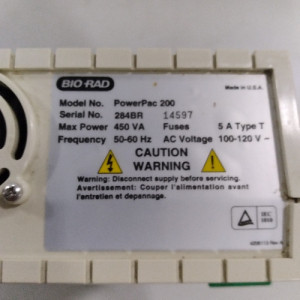 BIO-RAD
Made in U.S.A.
Model No. PowerPac 200
Serial No. 284BR 14597
Max Power 450 VA Fuses 5 A Type T
Frequency 50-60 Hz AC Voltage 100-120 V ~
CAUTION
WARNING
Warning: Disconnect supply before servicing.
Avertissement: Couper l'alimentation avant
l'entretien et depannage.